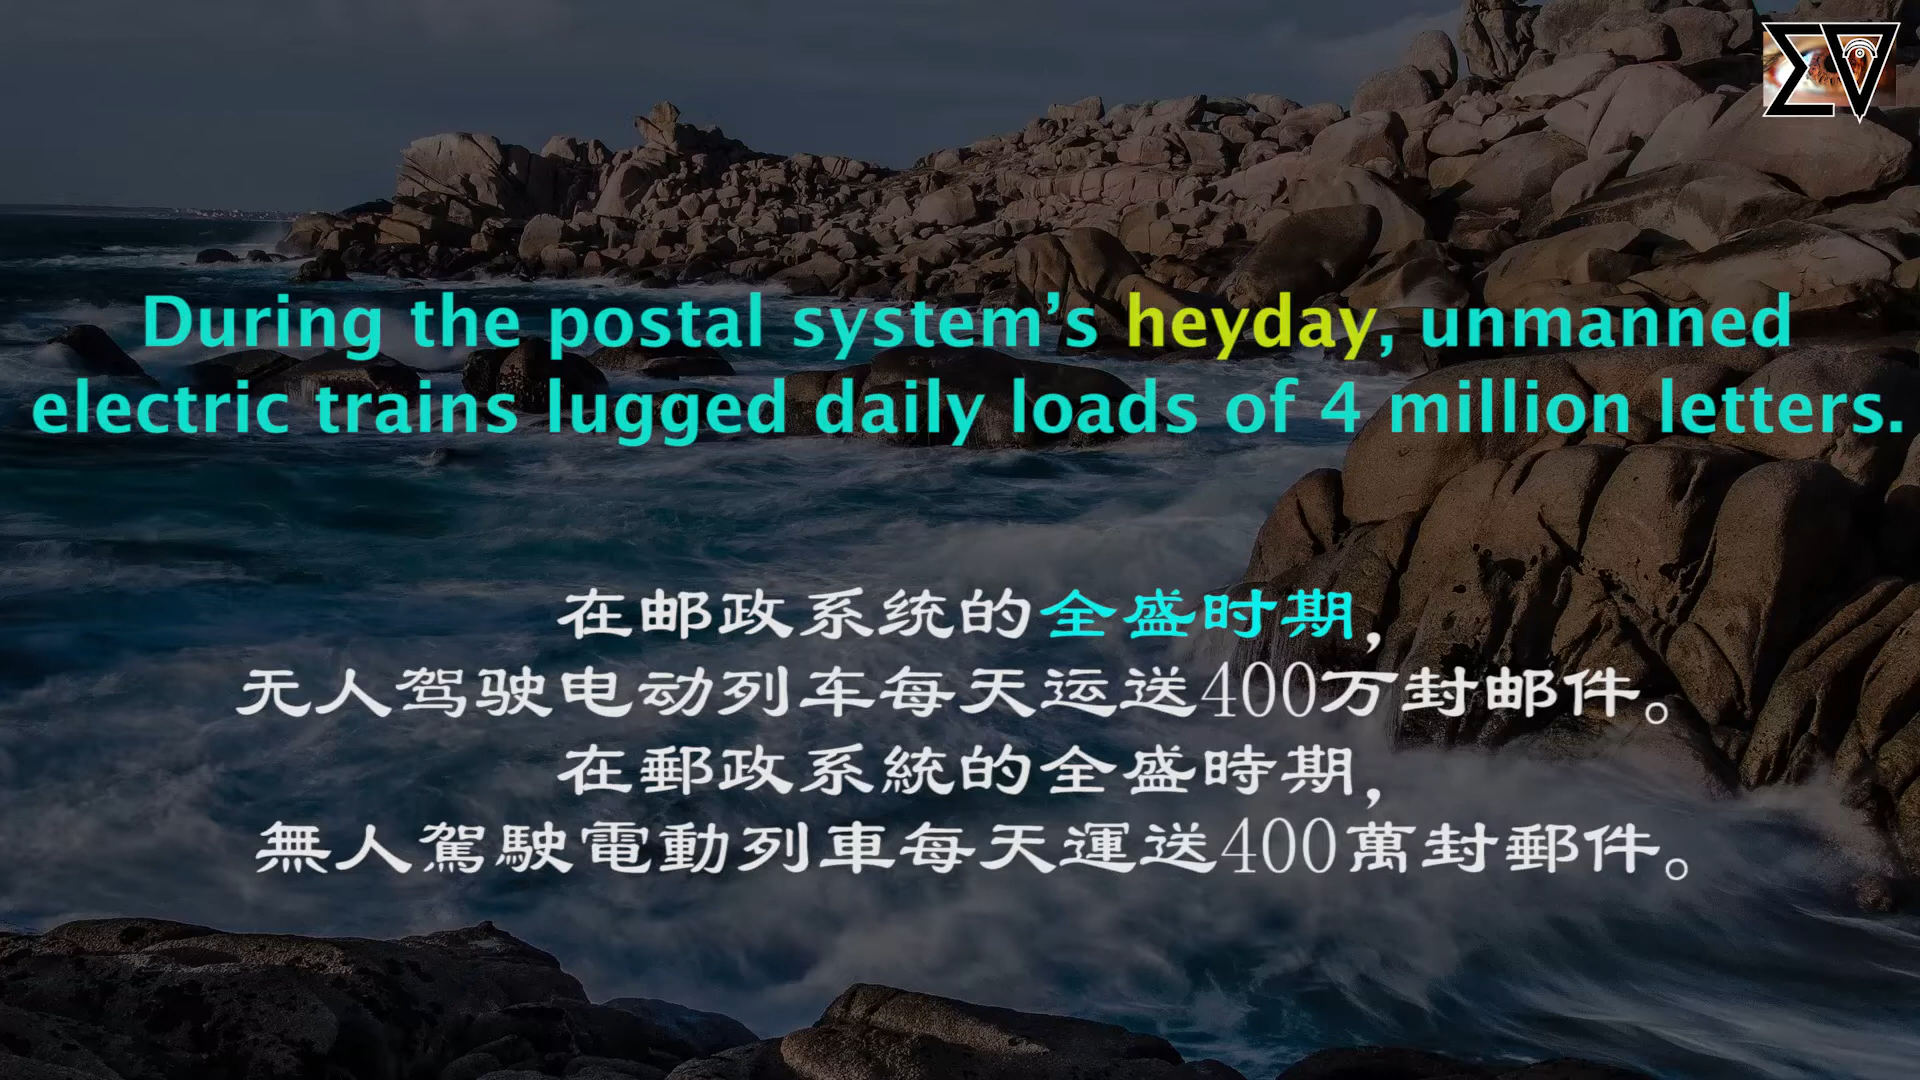 During the postal system’s heyday, unmanned
electric trains lugged daily loads of 4 million letters.
在邮政系统的全盛时期,
无人驾驶电动列车每天运送400万封邮件。
在郵政系統的全盛時期,
無人駕駛電動列車每天運送400萬封郵件。